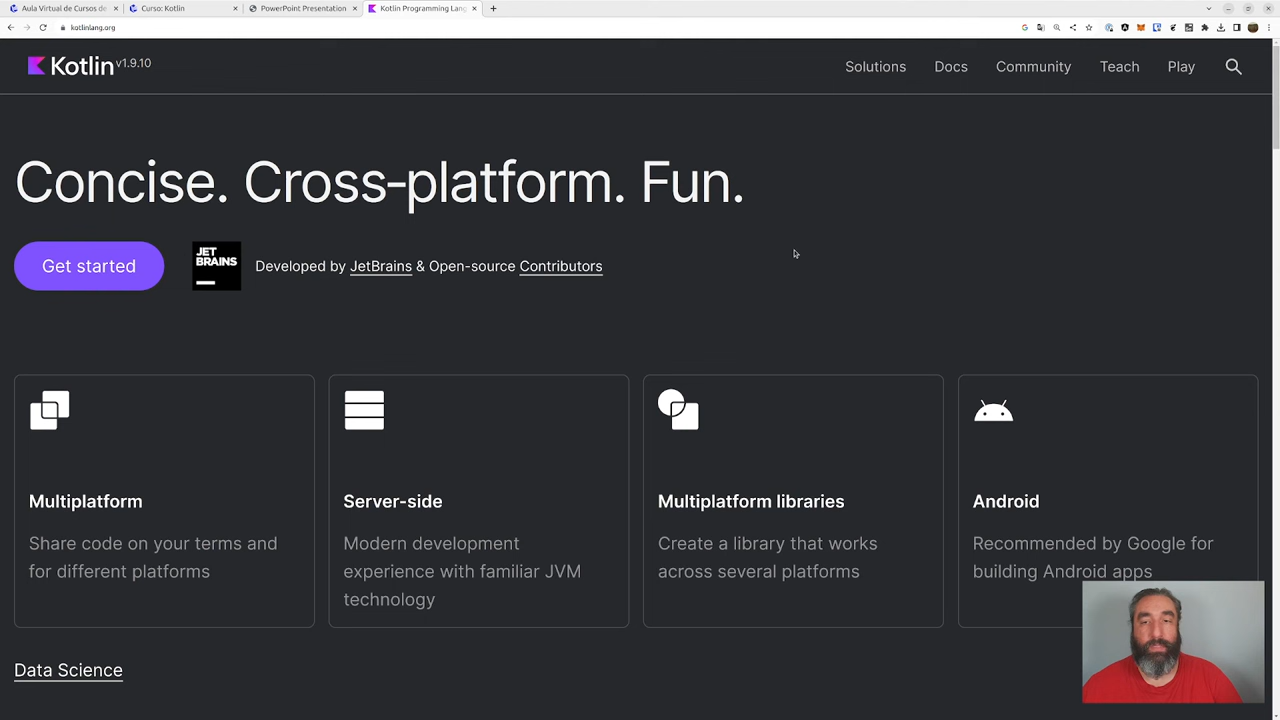 Aula Virtual de Cursos de
Curso: Kotlin
PowerPoint Presentation
Kotlin Programming Lang
kotlinlang.org
Kotlin v1.9.10
Solutions
Docs
Community
Teach
Play
Concise. Cross-platform. Fun.
Get started
JET
BRAINS
Developed by JetBrains & Open-source Contributors
Multiplatform
Share code on your terms and
for different platforms
Server-side
Modern development
experience with familiar JVM
technology
Multiplatform libraries
Create a library that works
across several platforms
Android
Recommended by Google for
building Android apps
Data Science